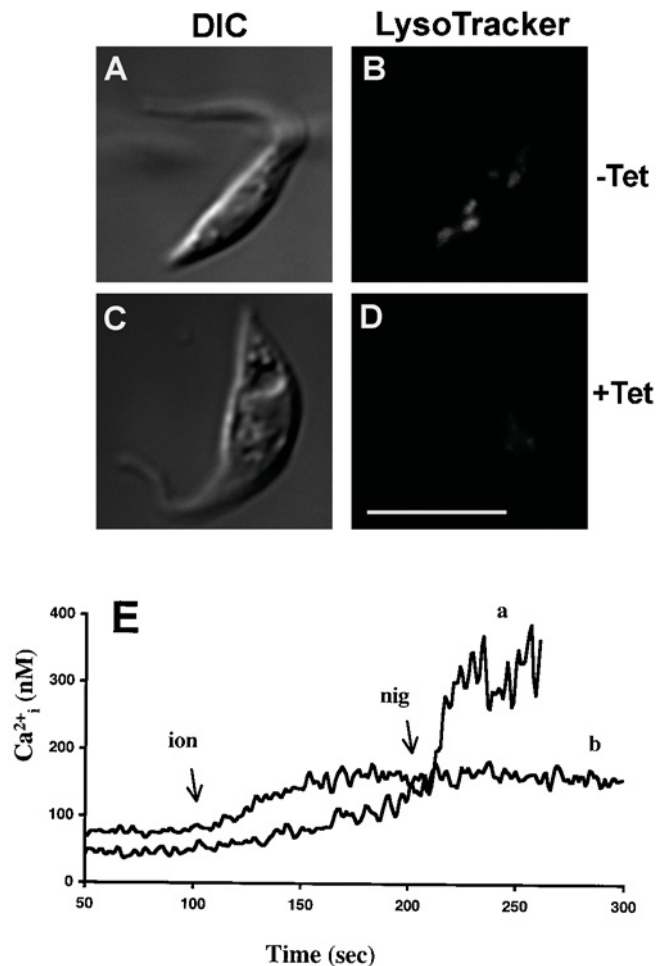 DIC LysoTracker
A B
-Tet
C D
+Tet
E
400
300
200
100
0
Ca²⁺ᵢ (nM)
a
nig
ion
b
50 100 150 200 250 300
Time (sec)